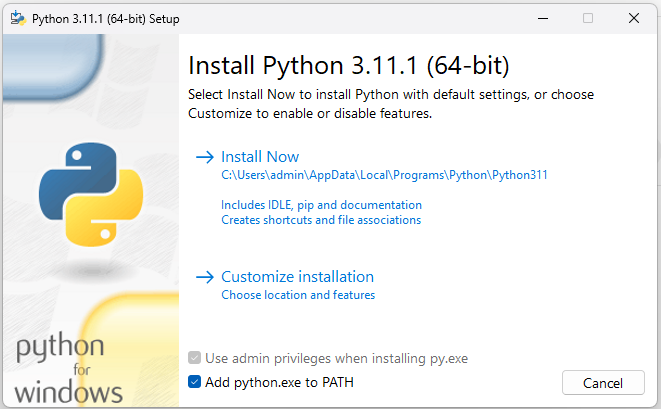 Python 3.11.1 (64-bit) Setup
Install Python 3.11.1 (64-bit)
Select Install Now to install Python with default settings, or choose
Customize to enable or disable features.
Install Now
C:\Users\admin\AppData\Local\Programs\Python\Python311
Includes IDLE, pip and documentation
Creates shortcuts and file associations
Customize installation
Choose location and features
python
for
windows
Use admin privileges when installing py.exe
Add python.exe to PATH
Cancel